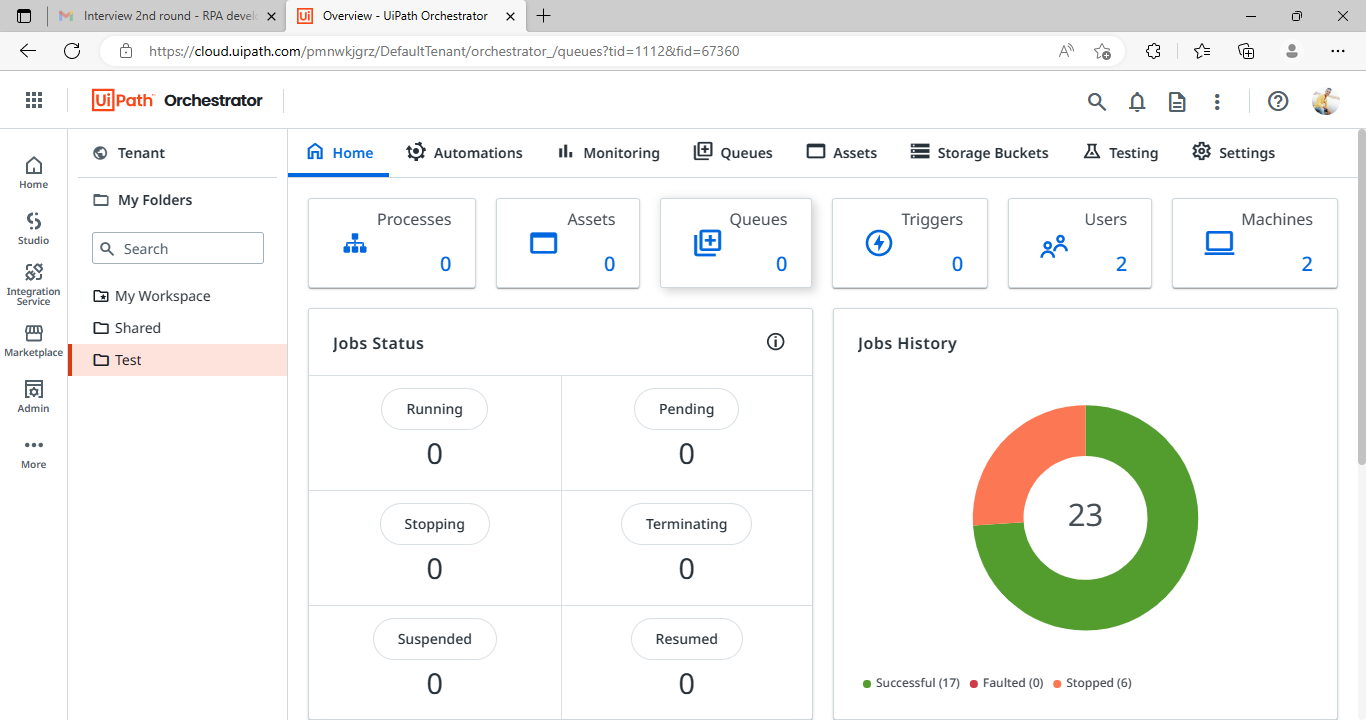 Interview 2nd round - RPA devel
Overview - UiPath Orchestrator
https://cloud.uipath.com/pmnwkjgrz/DefaultTenant/orchestrator_/queues?tid=1112&fid=67360
UiPath Orchestrator
Home
Studio
Integration
Service
Marketplace
Admin
More
Tenant
My Folders
Search
My Workspace
Shared
Test
Home Automations Monitoring Queues Assets Storage Buckets Testing Settings
Processes
0
Assets
0
Queues
0
Triggers
0
Users
2
Machines
2
Jobs Status
Running
0
Pending
0
Stopping
0
Terminating
0
Suspended
0
Resumed
0
Jobs History
23
Successful (17) Faulted (0) Stopped (6)